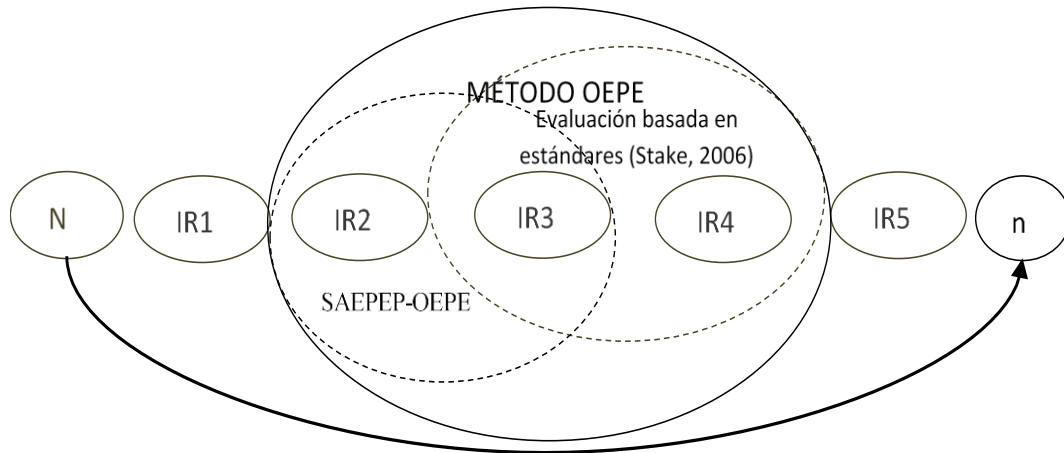 MÉTODO OEPE
Evaluación basada en
estándares (Stake, 2006)
N
IR1
IR2
IR3
IR4
IR5
n
SAEPEP-OEPE